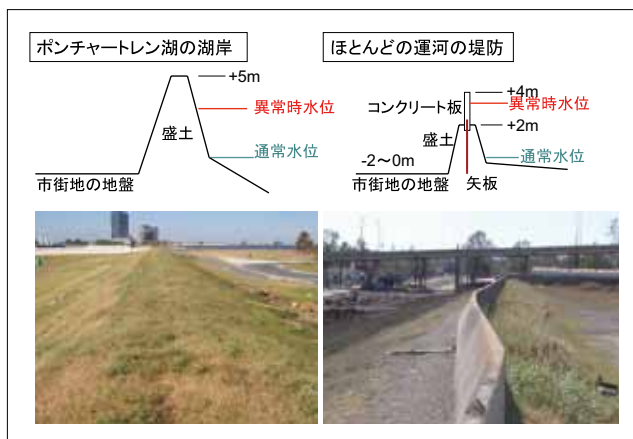 ポンチャートレン湖の湖岸
+5m
異常時水位
盛土
通常水位
市街地の地盤
ほとんどの運河の堤防
+4m
コンクリート板
異常時水位
+2m
盛土
-2～0m
通常水位
市街地の地盤
矢板